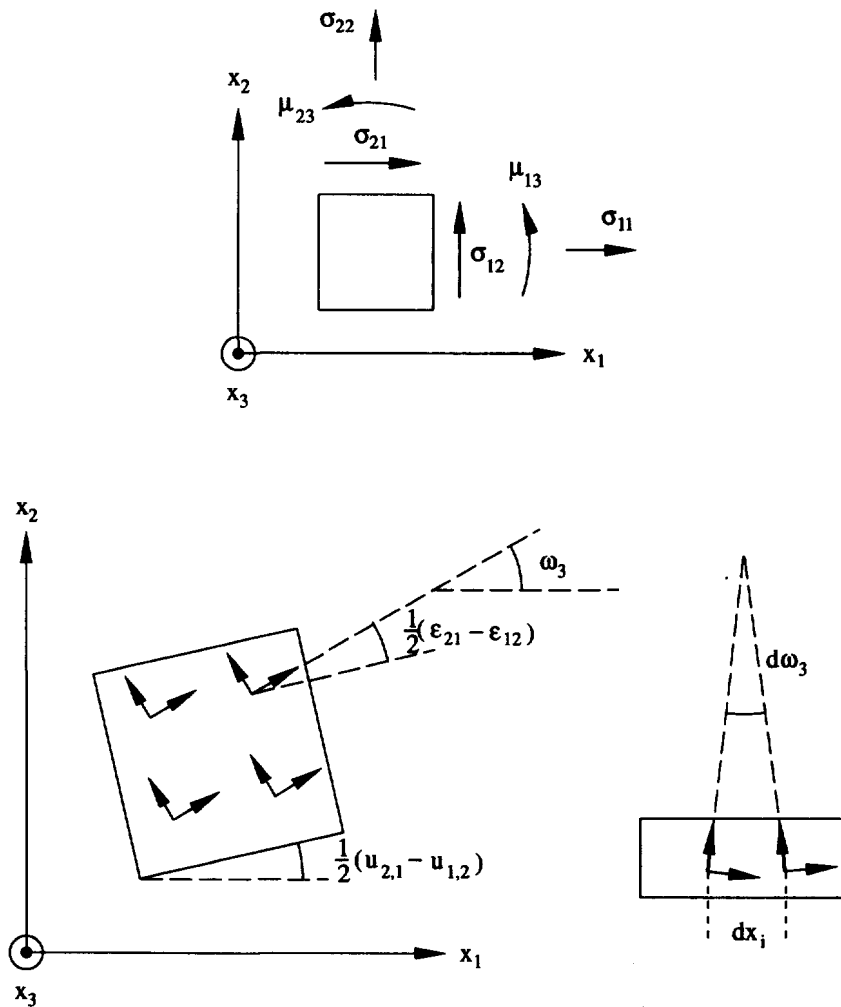 σ₂₂
x₂
μ₂₃
σ₂₁
μ₁₃
σ₁₁
σ₁₂
x₁
x₃
x₂
ω₃
½(ε₂₁ − ε₁₂)
dω₃
½(u₂,₁ − u₁,₂)
dxᵢ
x₁
x₃